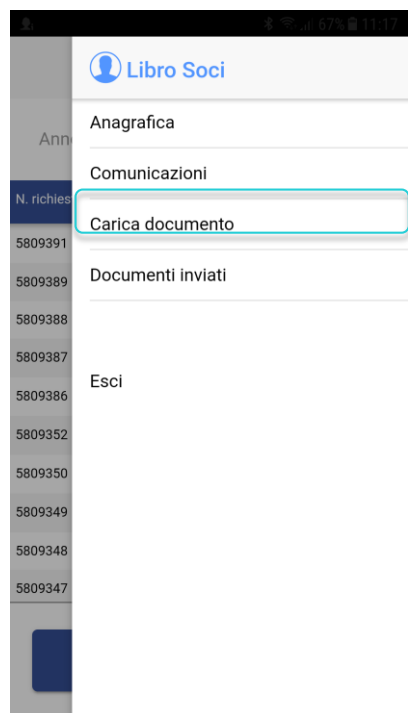 67% 11:17
Libro Soci
Anagrafica
Ann
Comunicazioni
N. richies
Carica documento
5809391
Documenti inviati
5809389
5809388
5809387
Esci
5809386
5809352
5809350
5809349
5809348
5809347